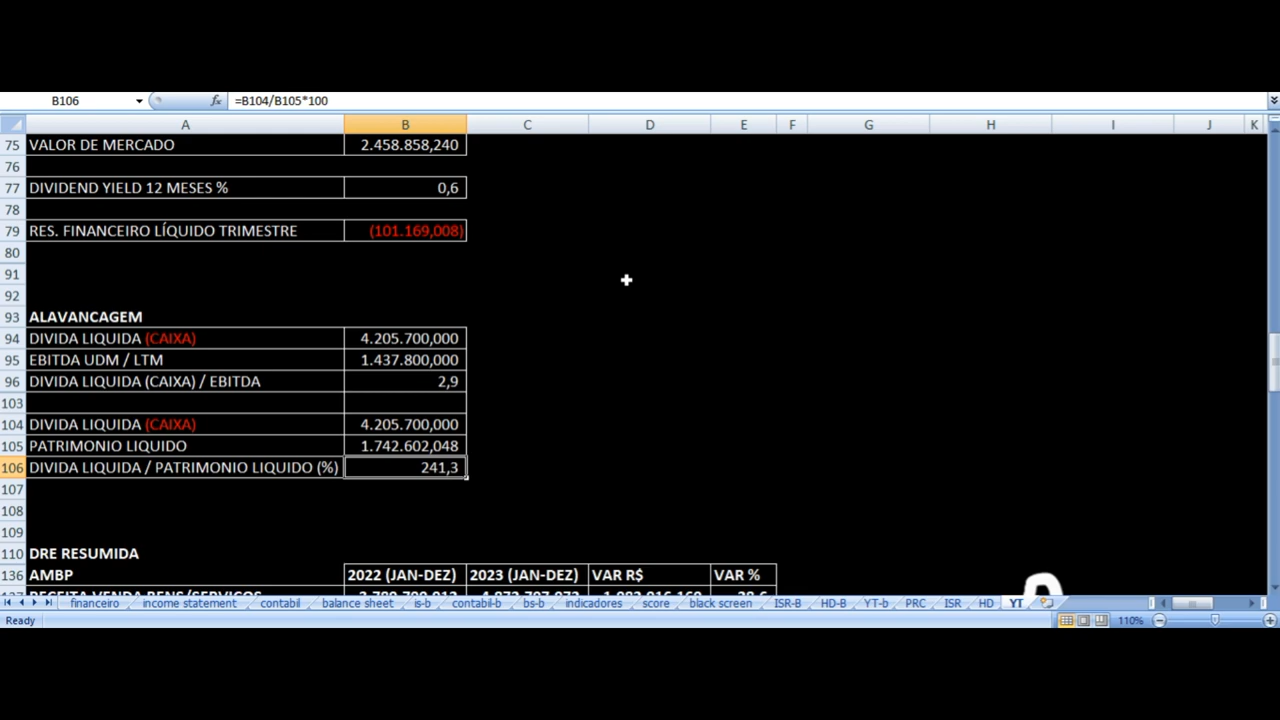 B106 fx =B104/B105*100
A B C D E F G H I J K
75 VALOR DE MERCADO 2.458.858,240
76
77 DIVIDEND YIELD 12 MESES % 0,6
78
79 RES. FINANCEIRO LÍQUIDO TRIMESTRE (101.169,008)
80
91
92
93 ALAVANCAGEM
94 DIVIDA LIQUIDA (CAIXA) 4.205.700,000
95 EBITDA UDM / LTM 1.437.800,000
96 DIVIDA LIQUIDA (CAIXA) / EBITDA 2,9
103
104 DIVIDA LIQUIDA (CAIXA) 4.205.700,000
105 PATRIMONIO LIQUIDO 1.742.602,048
106 DIVIDA LIQUIDA / PATRIMONIO LIQUIDO (%) 241,3
107
108
109
110 DRE RESUMIDA
136 AMBP 2022 (JAN-DEZ) 2023 (JAN-DEZ) VAR R$ VAR %
RECEITA VENDA BENS/SERVIÇOS
financeiro income statement contabil balance sheet is-b contabil-b bs-b indicadores score black screen ISR-B HD-B YT-b PRC ISR HD YT
Ready 110%